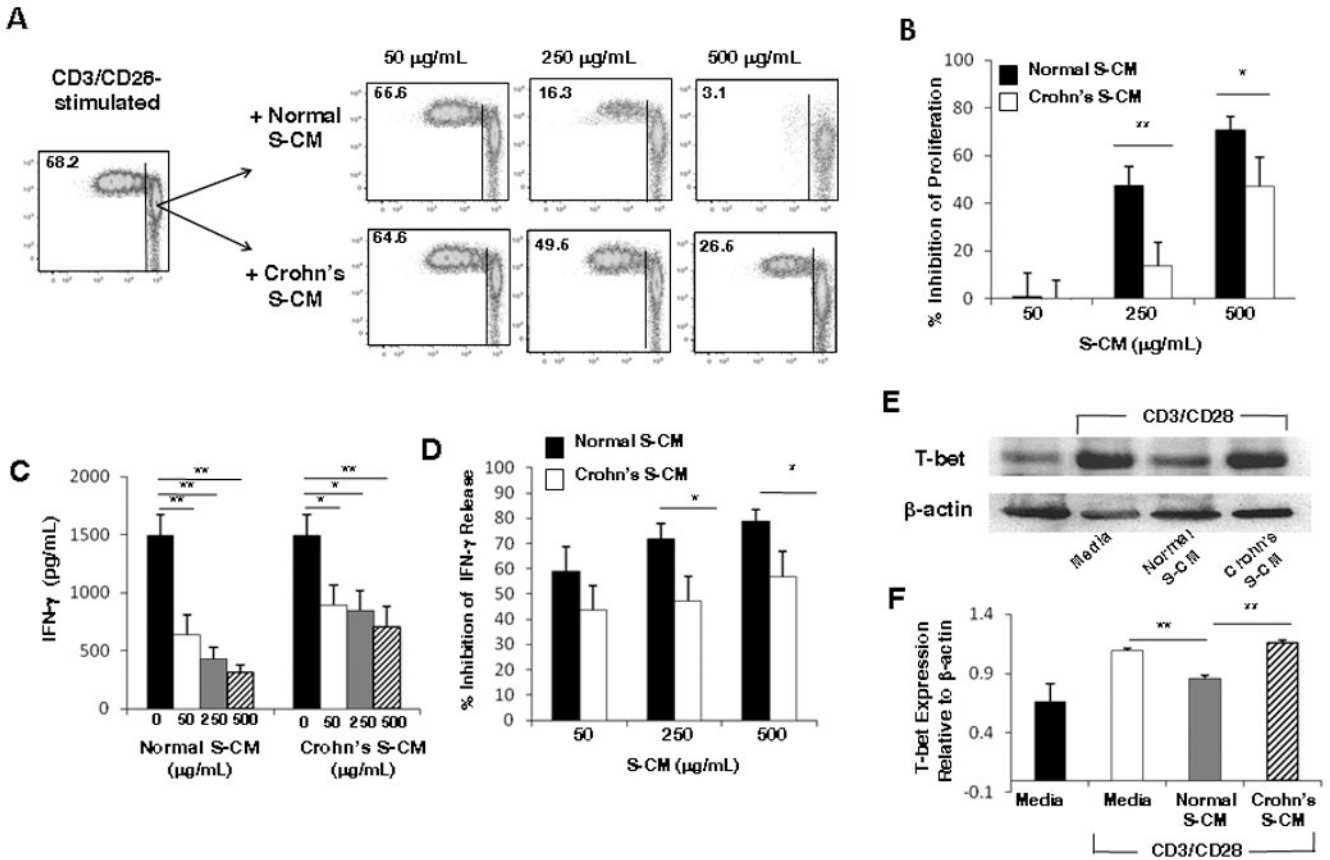 A
CD3/CD28-
stimulated
68.2
+ Normal
S-CM
+ Crohn's
S-CM
50 µg/mL
250 µg/mL
500 µg/mL
66.6
16.3
3.1
64.6
49.6
26.6
B
Normal S-CM
Crohn's S-CM
% Inhibition of Proliferation
100
80
60
40
20
0
**
*
50
250
500
S-CM (µg/mL)
C
IFN-γ (pg/mL)
2000
1500
1000
500
0
**
**
**
**
*
*
0 50 250 500
0 50 250 500
Normal S-CM
(µg/mL)
Crohn's S-CM
(µg/mL)
D
Normal S-CM
Crohn's S-CM
% Inhibition of IFN-γ Release
100
90
80
70
60
50
40
30
20
10
0
*
*
50
250
500
S-CM (µg/mL)
E
CD3/CD28
T-bet
β-actin
Media
Normal
S-CM
Crohn's
S-CM
F
T-bet Expression
Relative to β-actin
1.4
0.9
0.4
-0.1
**
**
Media
Media
Normal
S-CM
Crohn's
S-CM
CD3/CD28